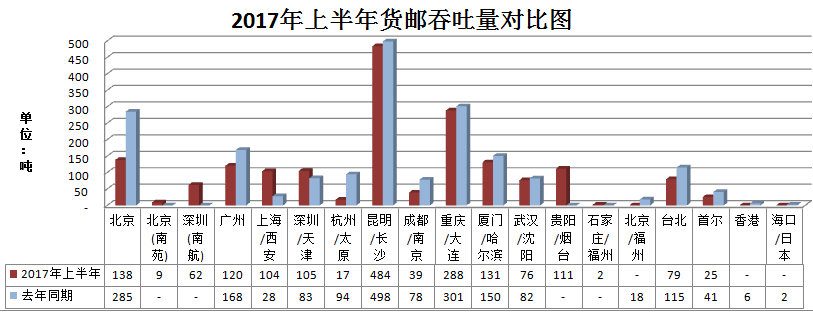 2017年上半年货邮吞吐量对比图
单位：吨
500
450
400
350
300
250
200
150
100
50
-
北京 北京(南苑) 深圳(南航) 广州 上海/西安 深圳/天津 杭州/太原 昆明/长沙 成都/南京 重庆/大连 厦门/哈尔滨 武汉/沈阳 贵阳/烟台 石家庄/福州 北京/福州 台北 首尔 香港 海口/日本
2017年上半年 138 9 62 120 104 105 17 484 39 288 131 76 111 2 - 79 25 - -
去年同期 285 - - 168 28 83 94 498 78 301 150 82 - - 18 115 41 6 2